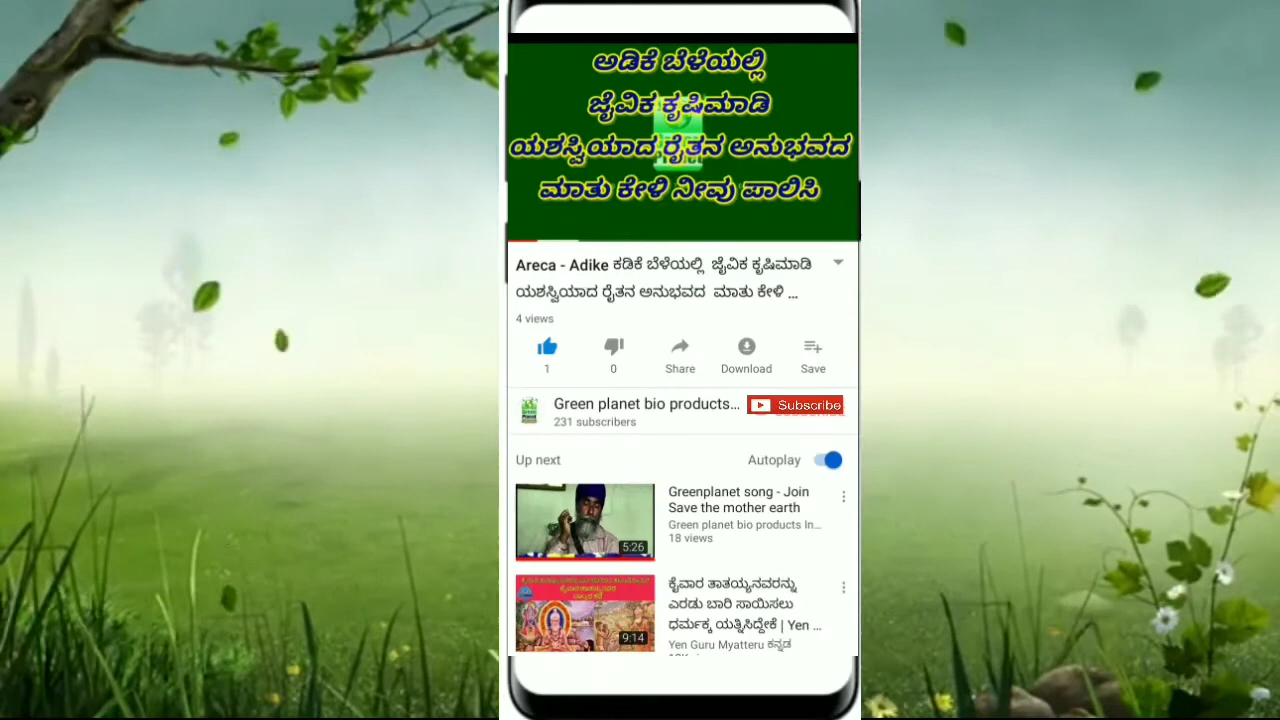 ಅಡಿಕೆ ಬೆಳೆಯಲ್ಲಿ
ಜೈವಿಕ ಕೃಷಿಮಾಡಿ
ಯಶಸ್ವಿಯಾದ ರೈತನ ಅನುಭವದ
ಮಾತು ಕೇಳಿ ನೀವು ಪಾಲಿಸಿ
Areca - Adike ಕಡಿಕೆ ಬೆಳೆಯಲ್ಲಿ ಜೈವಿಕ ಕೃಷಿಮಾಡಿ
ಯಶಸ್ವಿಯಾದ ರೈತನ ಅನುಭವದ ಮಾತು ಕೇಳಿ ...
4 views
1
0
Share
Download
Save
Green planet bio products...
Subscribe
231 subscribers
Up next
Autoplay
Greenplanet song - Join
Save the mother earth
Green planet bio products In...
18 views
5:26
ಕೈವಾರ ತಾತಯ್ಯನವರನ್ನು
ಎರಡು ಬಾರಿ ಸಾಯಿಸಲು
ಧರ್ಮಕ್ಕ ಯತ್ನಿಸಿದ್ದೇಕೆ | Yen ...
Yen Guru Myatteru ಕನ್ನಡ
9:14